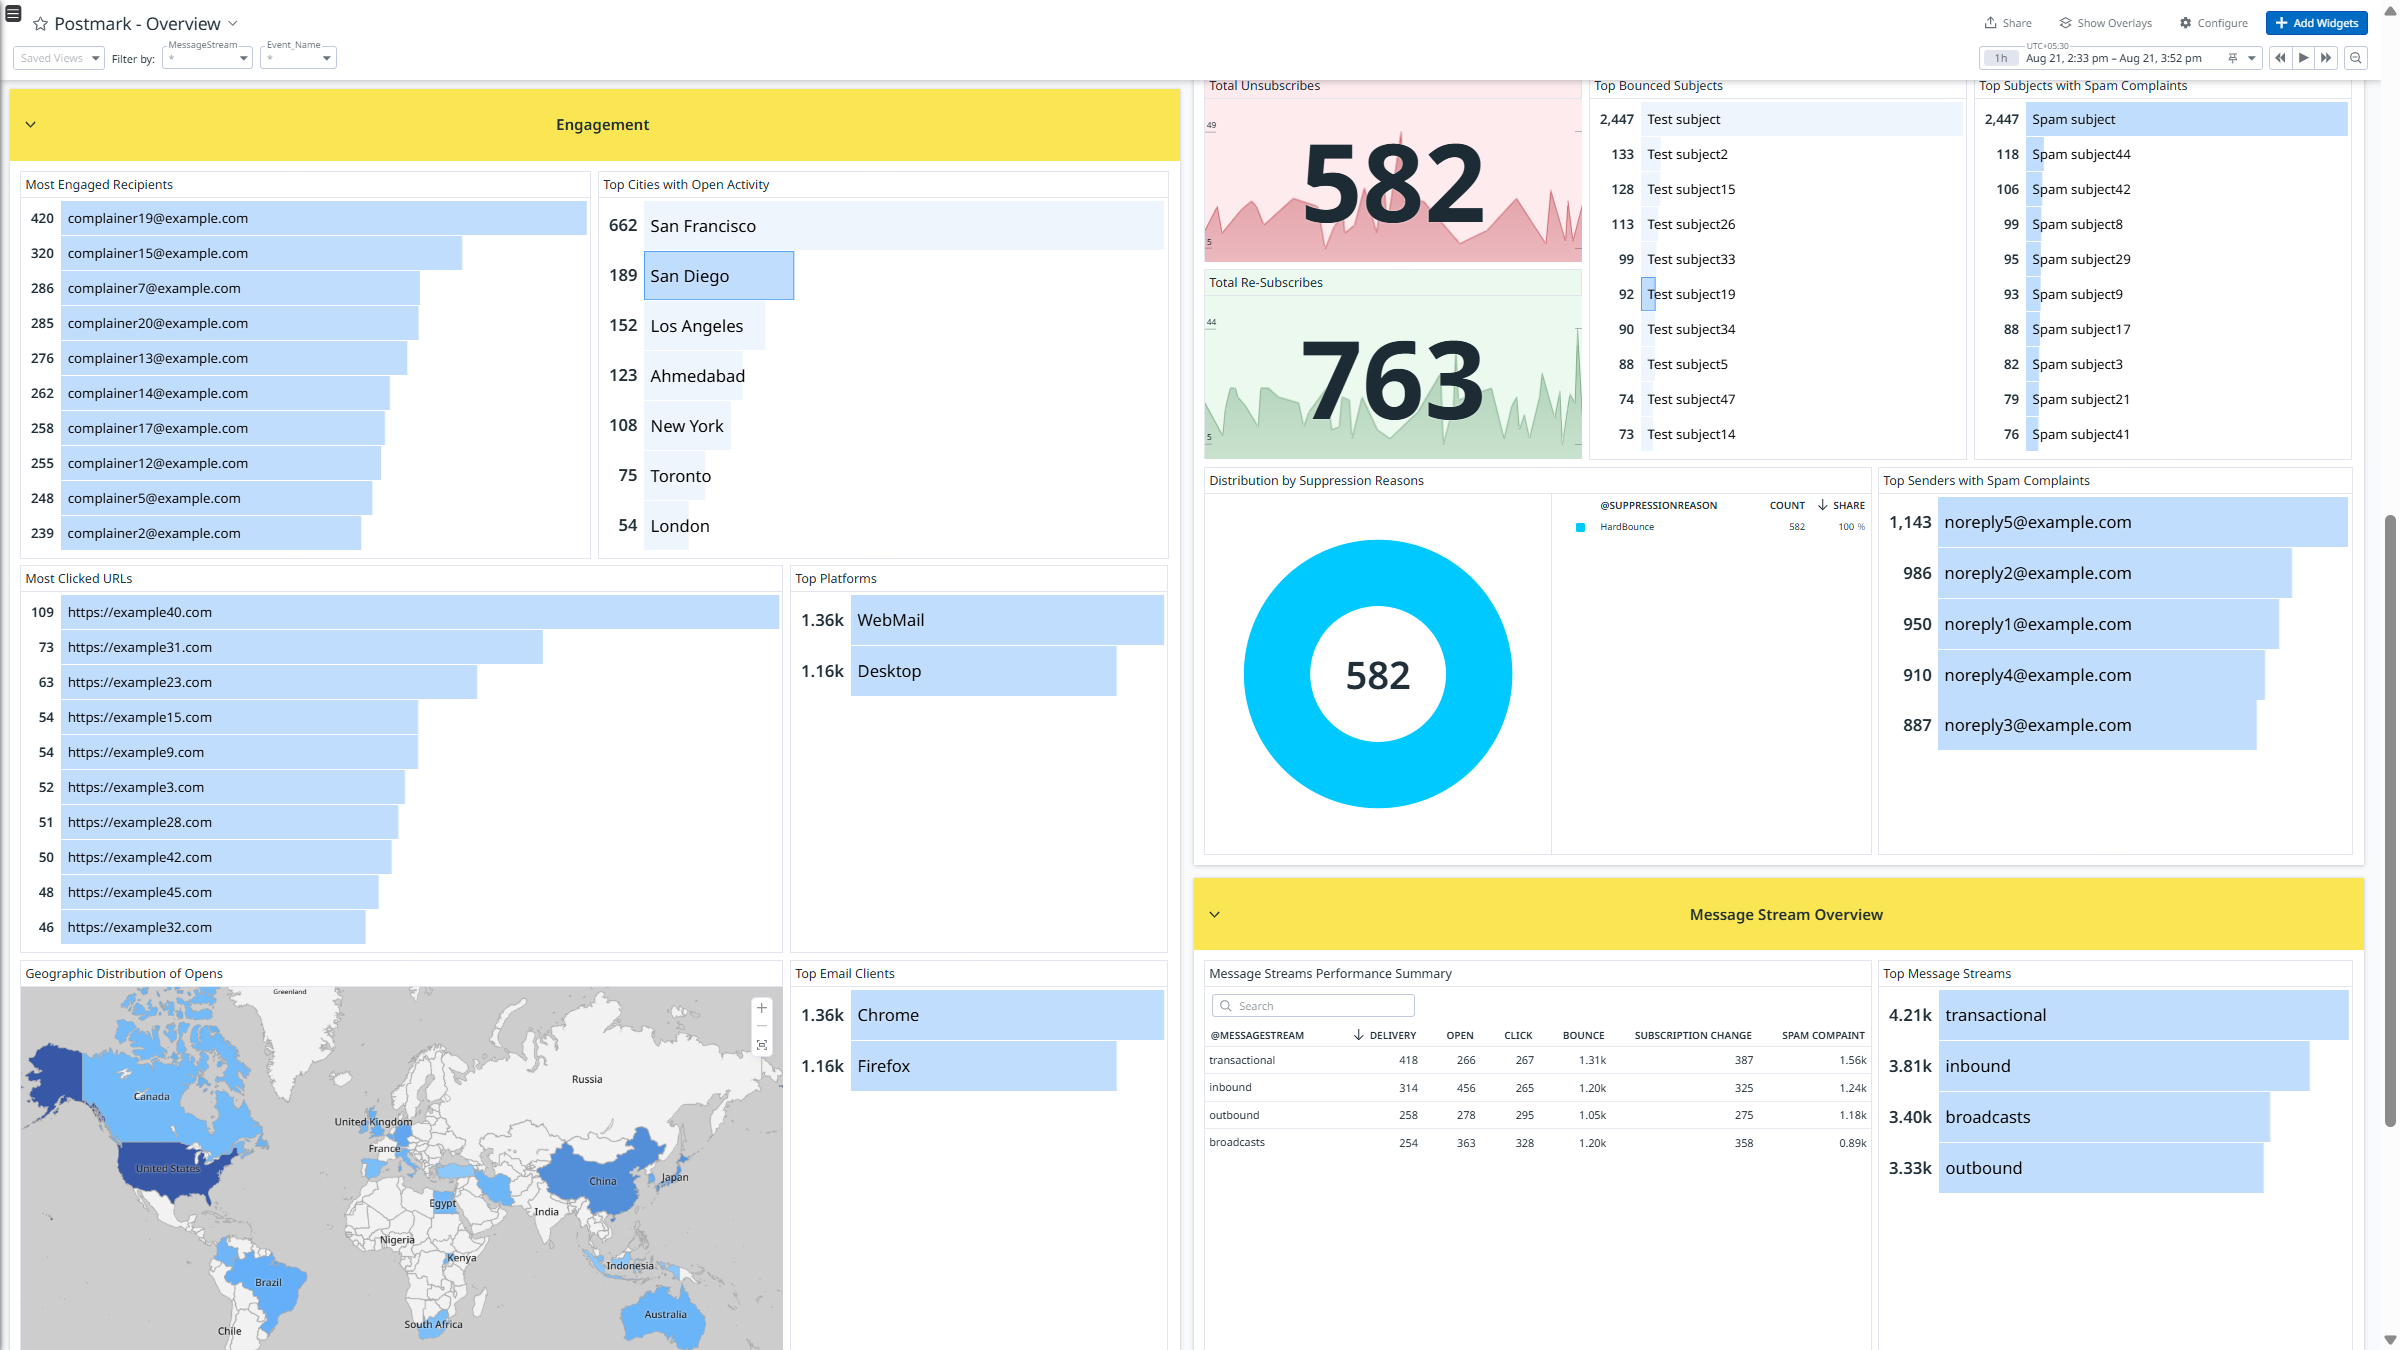 Postmark - Overview
Share
Show Overlays
Configure
Add Widgets
Saved Views
Filter by:
MessageStream
*
Event_Name
*
UTC+05:30
1h
Aug 21, 2:33 pm – Aug 21, 3:52 pm
Engagement
Most Engaged Recipients
420 complainer19@example.com
320 complainer15@example.com
286 complainer7@example.com
285 complainer20@example.com
276 complainer13@example.com
262 complainer14@example.com
258 complainer17@example.com
255 complainer12@example.com
248 complainer5@example.com
239 complainer2@example.com
Top Cities with Open Activity
662 San Francisco
189 San Diego
152 Los Angeles
123 Ahmedabad
108 New York
75 Toronto
54 London
Most Clicked URLs
109 https://example40.com
73 https://example31.com
63 https://example23.com
54 https://example15.com
54 https://example9.com
52 https://example3.com
51 https://example28.com
50 https://example42.com
48 https://example45.com
46 https://example32.com
Top Platforms
1.36k WebMail
1.16k Desktop
Geographic Distribution of Opens
Greenland
Russia
Canada
United Kingdom
France
United States
China
Japan
Egypt
India
Nigeria
Kenya
Indonesia
Brazil
Australia
South Africa
Chile
Top Email Clients
1.36k Chrome
1.16k Firefox
Total Unsubscribes
49
582
5
Total Re-Subscribes
44
763
5
Top Bounced Subjects
2,447 Test subject
133 Test subject2
128 Test subject15
113 Test subject26
99 Test subject33
92 Test subject19
90 Test subject34
88 Test subject5
74 Test subject47
73 Test subject14
Top Subjects with Spam Complaints
2,447 Spam subject
118 Spam subject44
106 Spam subject42
99 Spam subject8
95 Spam subject29
93 Spam subject9
88 Spam subject17
82 Spam subject3
79 Spam subject21
76 Spam subject41
Distribution by Suppression Reasons
582
@SUPPRESSIONREASON COUNT SHARE
HardBounce 582 100 %
Top Senders with Spam Complaints
1,143 noreply5@example.com
986 noreply2@example.com
950 noreply1@example.com
910 noreply4@example.com
887 noreply3@example.com
Message Stream Overview
Message Streams Performance Summary
Search
@MESSAGESTREAM DELIVERY OPEN CLICK BOUNCE SUBSCRIPTION CHANGE SPAM COMPAINT
transactional 418 266 267 1.31k 387 1.56k
inbound 314 456 265 1.20k 325 1.24k
outbound 258 278 295 1.05k 275 1.18k
broadcasts 254 363 328 1.20k 358 0.89k
Top Message Streams
4.21k transactional
3.81k inbound
3.40k broadcasts
3.33k outbound